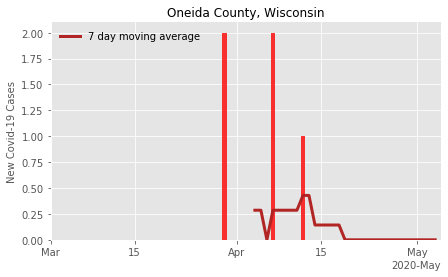 Oneida County, Wisconsin
7 day moving average
New Covid-19 Cases
2.00
1.75
1.50
1.25
1.00
0.75
0.50
0.25
0.00
Mar
15
Apr
15
May
2020-May